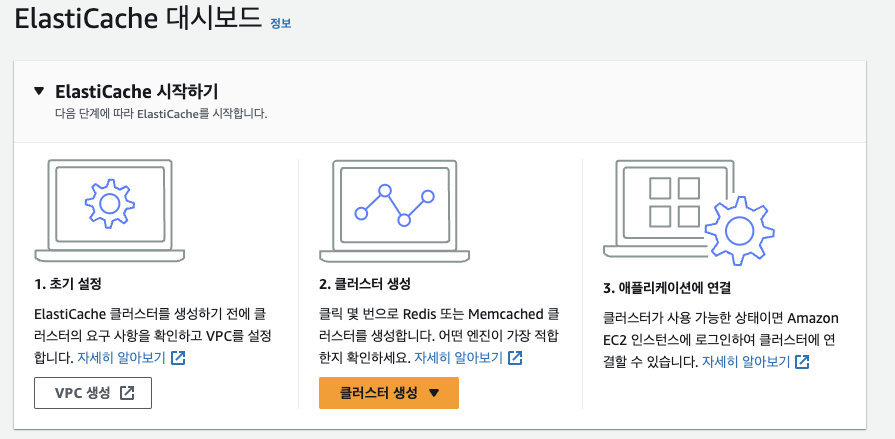 ElastiCache 대시보드 정보
ElastiCache 시작하기
다음 단계에 따라 ElastiCache를 시작합니다.
1. 초기 설정
ElastiCache 클러스터를 생성하기 전에 클
러스터의 요구 사항을 확인하고 VPC를 설정
합니다. 자세히 알아보기
VPC 생성
2. 클러스터 생성
클릭 몇 번으로 Redis 또는 Memcached 클
러스터를 생성합니다. 어떤 엔진이 가장 적합
한지 확인하세요. 자세히 알아보기
클러스터 생성
3. 애플리케이션에 연결
클러스터가 사용 가능한 상태이면 Amazon
EC2 인스턴스에 로그인하여 클러스터에 연
결할 수 있습니다. 자세히 알아보기